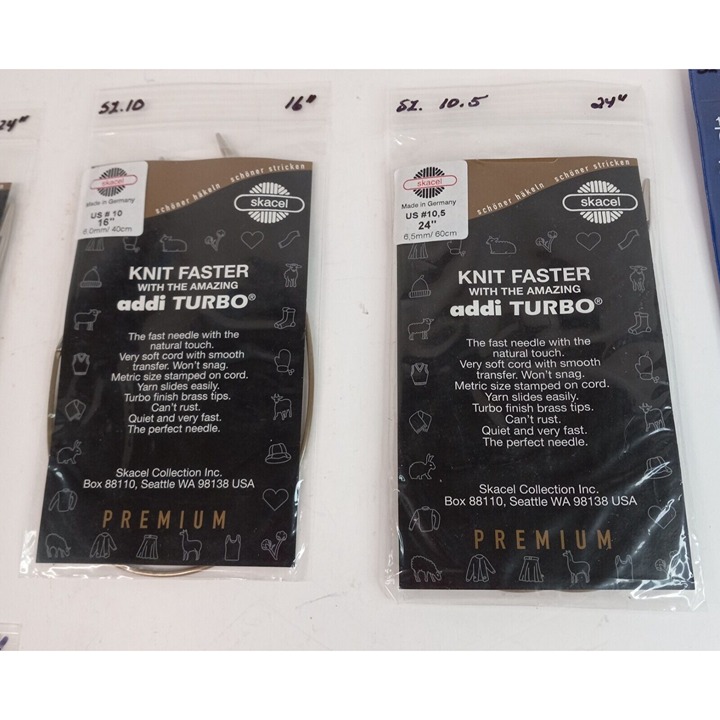 24"
SZ.10 16"
skacel
Made in Germany
US # 10
16"
6.0mm/ 40cm
schöner häkeln schöner stricken
skacel
KNIT FASTER
WITH THE AMAZING
addi TURBO®
The fast needle with the
natural touch.
Very soft cord with smooth
transfer. Won't snag.
Metric size stamped on cord.
Yarn slides easily.
Turbo finish brass tips.
Can't rust.
Quiet and very fast.
The perfect needle.
Skacel Collection Inc.
Box 88110, Seattle WA 98138 USA
PREMIUM
SZ. 10.5 24"
skacel
Made in Germany
US #10,5
24"
6,5mm/ 60cm
schöner häkeln schöner stricken
skacel
KNIT FASTER
WITH THE AMAZING
addi TURBO®
The fast needle with the
natural touch.
Very soft cord with smooth
transfer. Won't snag.
Metric size stamped on cord.
Yarn slides easily.
Turbo finish brass tips.
Can't rust.
Quiet and very fast.
The perfect needle.
Skacel Collection Inc.
Box 88110, Seattle WA 98138 USA
PREMIUM